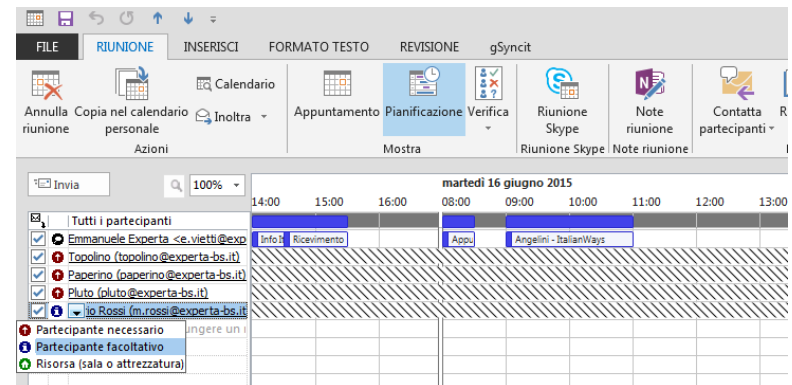 FILE RIUNIONE INSERISCI FORMATO TESTO REVISIONE gSyncit
Annulla riunione
Copia nel calendario personale
Calendario
Inoltra
Azioni
Appuntamento
Pianificazione
Verifica
Mostra
Riunione Skype
Riunione Skype
Note riunione
Note riunione
Contatta partecipanti
Invia
100%
martedì 16 giugno 2015
14:00 15:00 16:00 08:00 09:00 10:00 11:00 12:00 13:00
Tutti i partecipanti
Emmanuele Experta <e.vietti@exp
Info It Ricevimento Appu Angelini - ItalianWays
Topolino (topolino@experta-bs.it)
Paperino (paperino@experta-bs.it)
Pluto (pluto@experta-bs.it)
io Rossi (m.rossi@experta-bs.it
Partecipante necessario
ungere un
Partecipante facoltativo
Risorsa (sala o attrezzatura)